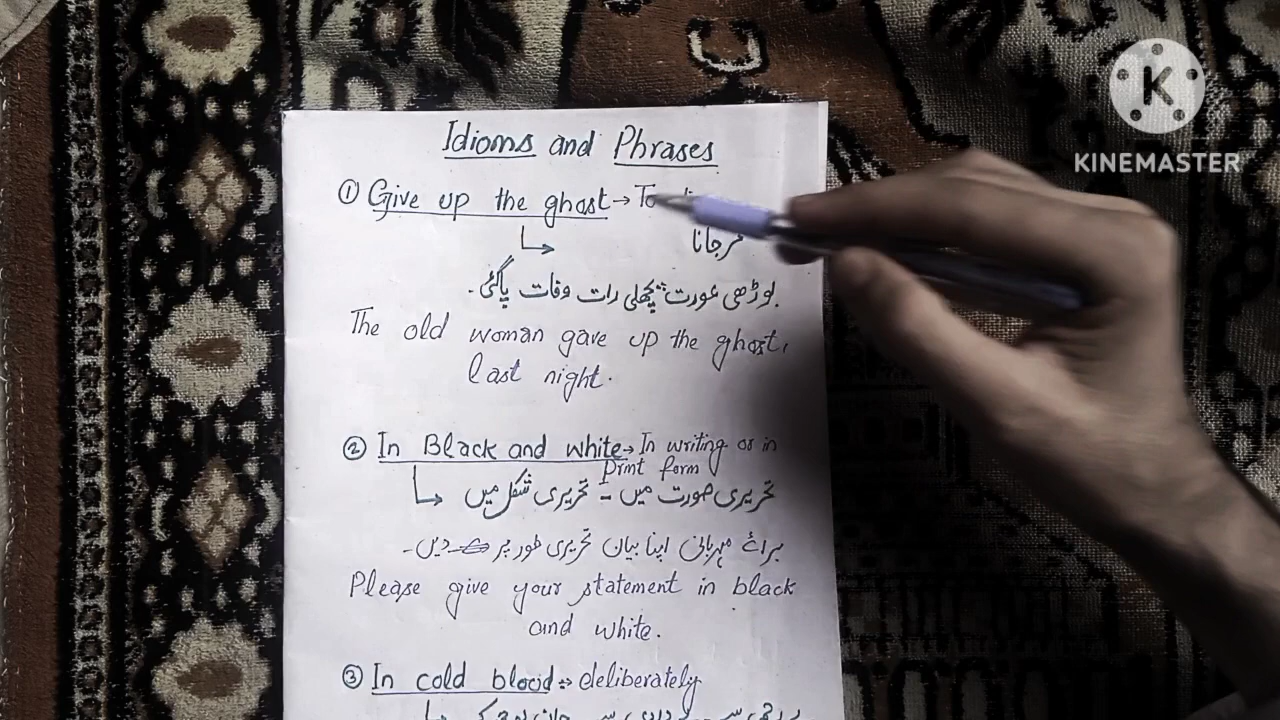 Idioms and Phrases
① Give up the ghost → To
مرجانا
بوڑھی عورت پچھلی رات وفات پاگئی۔
The old woman gave up the ghost,
last night.
② In Black and white → In writing or in
print form
تحریری صورت میں = تحریری شکل میں
برائے مہربانی اپنا بیان تحریری طور پر دیں۔
Please give your statement in black
and white.
③ In cold blood :→ deliberately
KINEMASTER